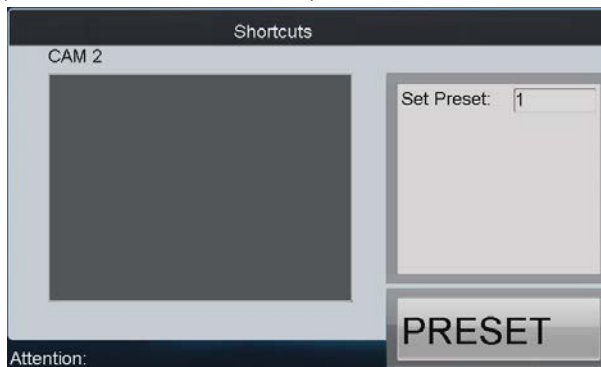 Shortcuts
CAM 2
Set Preset: 1
PRESET
Attention: